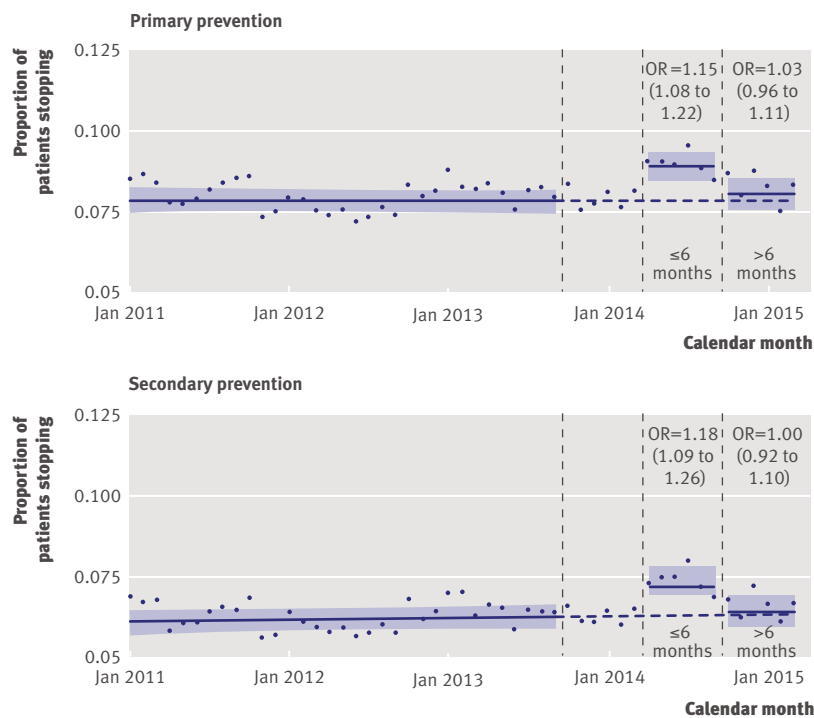 Primary prevention
Proportion of
patients stopping
0.125
0.100
0.075
0.05
OR=1.15
(1.08 to
1.22)
OR=1.03
(0.96 to
1.11)
≤6
months
>6
months
Jan 2011
Jan 2012
Jan 2013
Jan 2014
Jan 2015
Calendar month
Secondary prevention
Proportion of
patients stopping
0.125
0.100
0.075
0.05
OR=1.18
(1.09 to
1.26)
OR=1.00
(0.92 to
1.10)
≤6
months
>6
months
Jan 2011
Jan 2012
Jan 2013
Jan 2014
Jan 2015
Calendar month